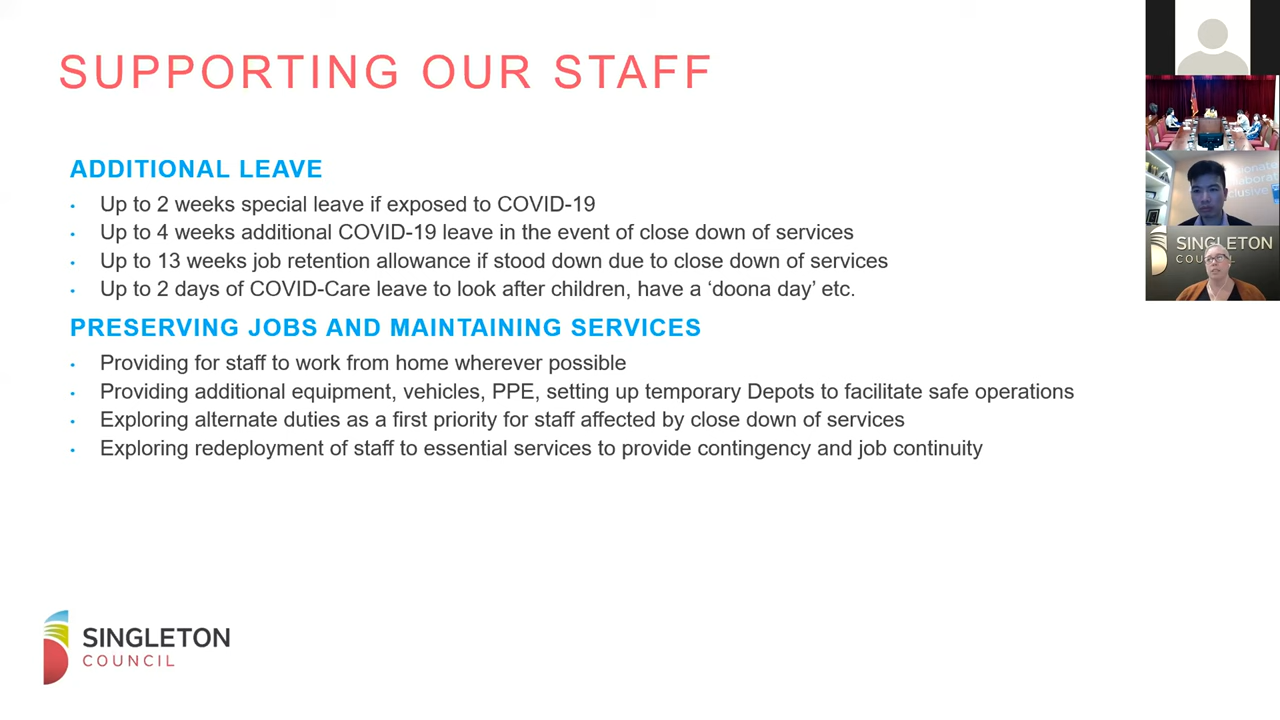 SUPPORTING OUR STAFF
ADDITIONAL LEAVE
• Up to 2 weeks special leave if exposed to COVID-19
• Up to 4 weeks additional COVID-19 leave in the event of close down of services
• Up to 13 weeks job retention allowance if stood down due to close down of services
• Up to 2 days of COVID-Care leave to look after children, have a ‘doona day’ etc.
PRESERVING JOBS AND MAINTAINING SERVICES
• Providing for staff to work from home wherever possible
• Providing additional equipment, vehicles, PPE, setting up temporary Depots to facilitate safe operations
• Exploring alternate duties as a first priority for staff affected by close down of services
• Exploring redeployment of staff to essential services to provide contingency and job continuity
SINGLETON
COUNCIL
SINGLETON